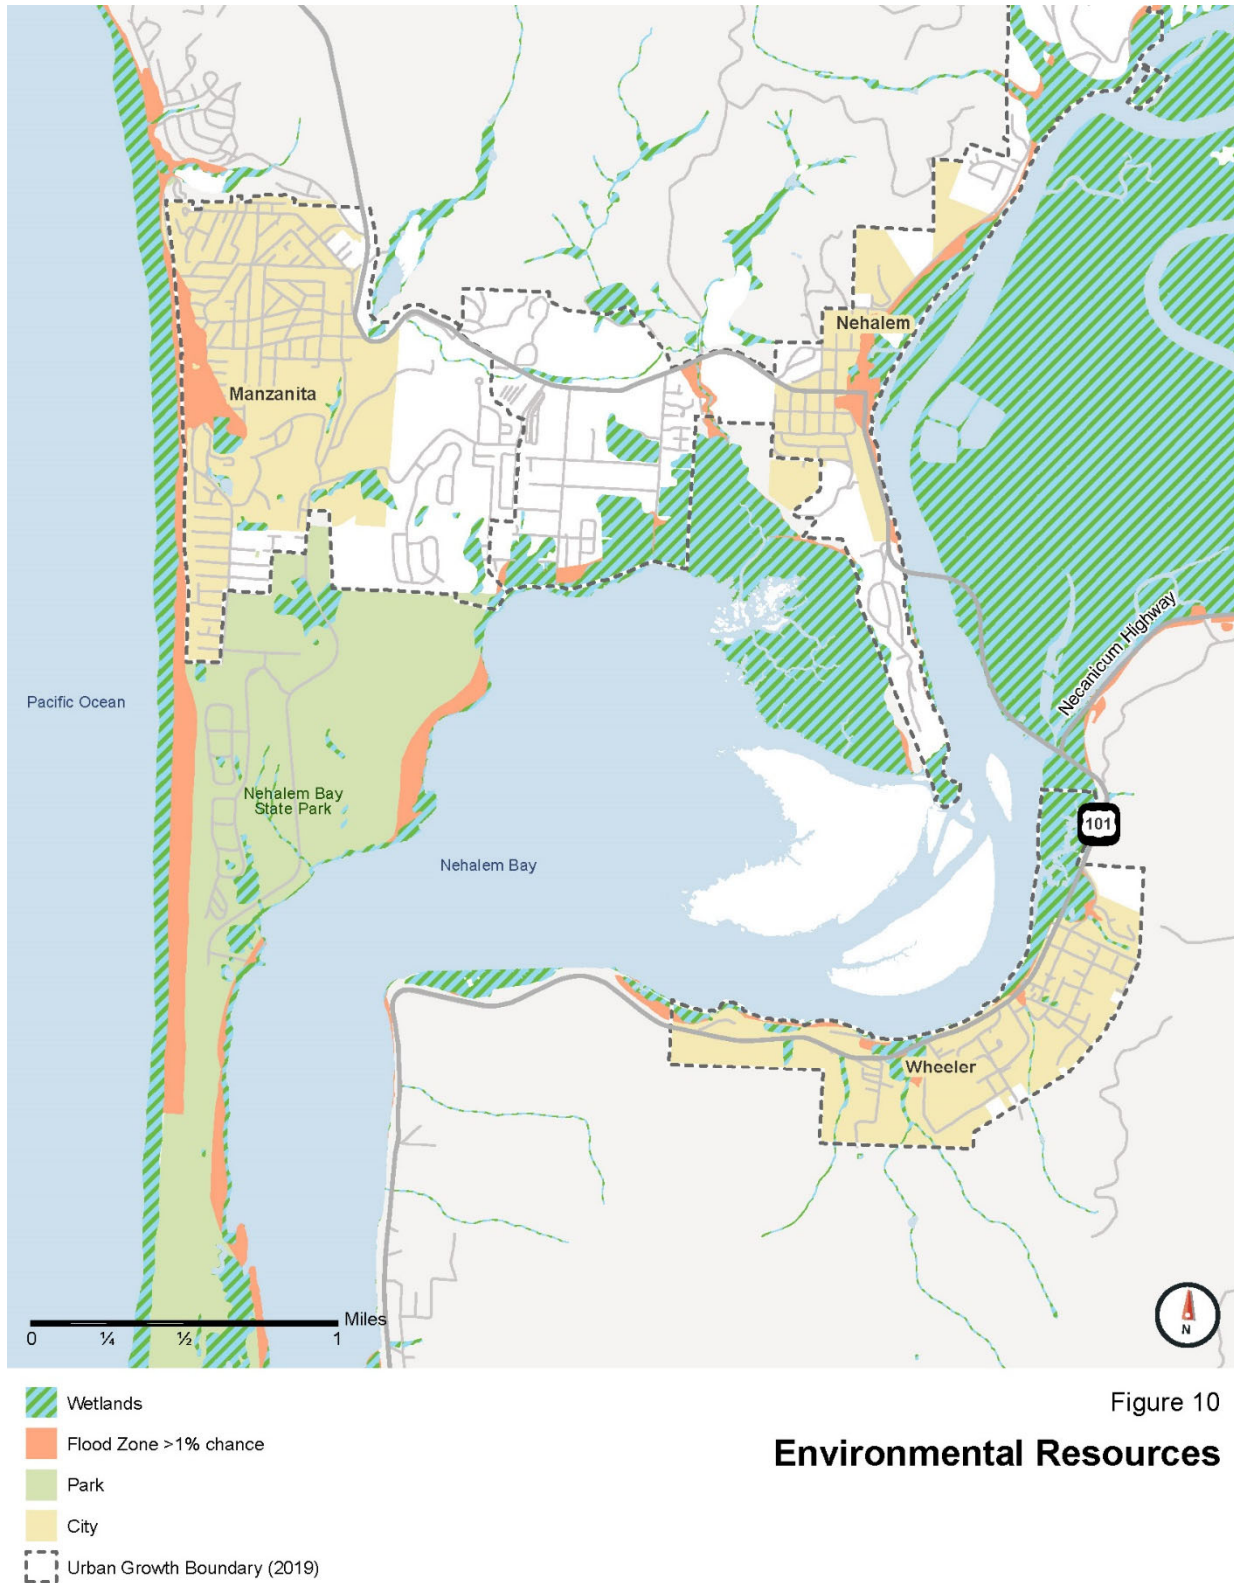 Nehalem
Manzanita
Necanicum Highway
Pacific Ocean
Nehalem Bay
State Park
101
Nehalem Bay
Wheeler
Miles
0 ¼ ½ 1
N
Wetlands
Flood Zone >1% chance
Park
City
Urban Growth Boundary (2019)
Figure 10
Environmental Resources